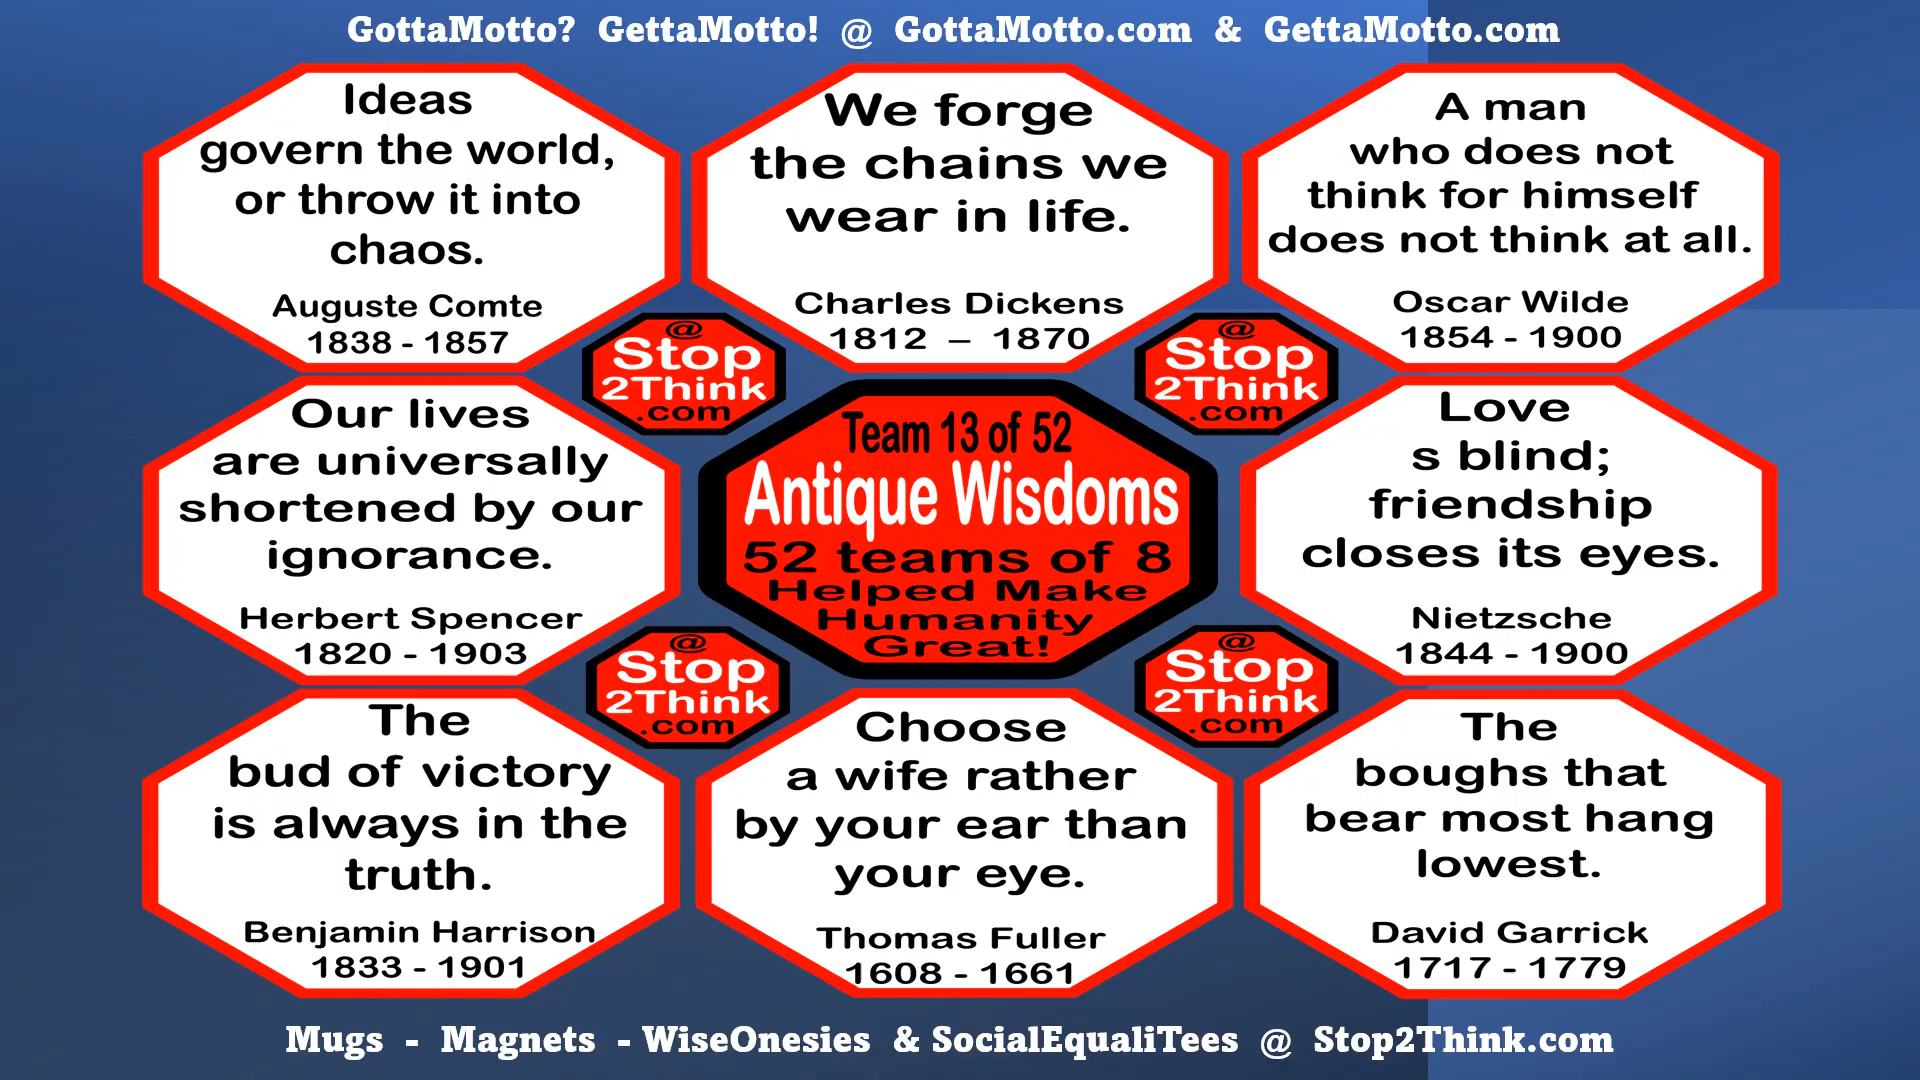 GottaMotto? GettaMotto! @ GottaMotto.com & GettaMotto.com
Ideas
govern the world,
or throw it into
chaos.
Auguste Comte
1838 - 1857
We forge
the chains we
wear in life.
Charles Dickens
1812 – 1870
A man
who does not
think for himself
does not think at all.
Oscar Wilde
1854 - 1900
@
Stop
2Think
.com
@
Stop
2Think
.com
Our lives
are universally
shortened by our
ignorance.
Herbert Spencer
1820 - 1903
Team 13 of 52
Antique Wisdoms
52 teams of 8
Helped Make
Humanity
Great!
Love
s blind;
friendship
closes its eyes.
Nietzsche
1844 - 1900
@
Stop
2Think
.com
@
Stop
2Think
.com
The
bud of victory
is always in the
truth.
Benjamin Harrison
1833 - 1901
Choose
a wife rather
by your ear than
your eye.
Thomas Fuller
1608 - 1661
The
boughs that
bear most hang
lowest.
David Garrick
1717 - 1779
Mugs - Magnets - WiseOnesies & SocialEqualiTees @ Stop2Think.com